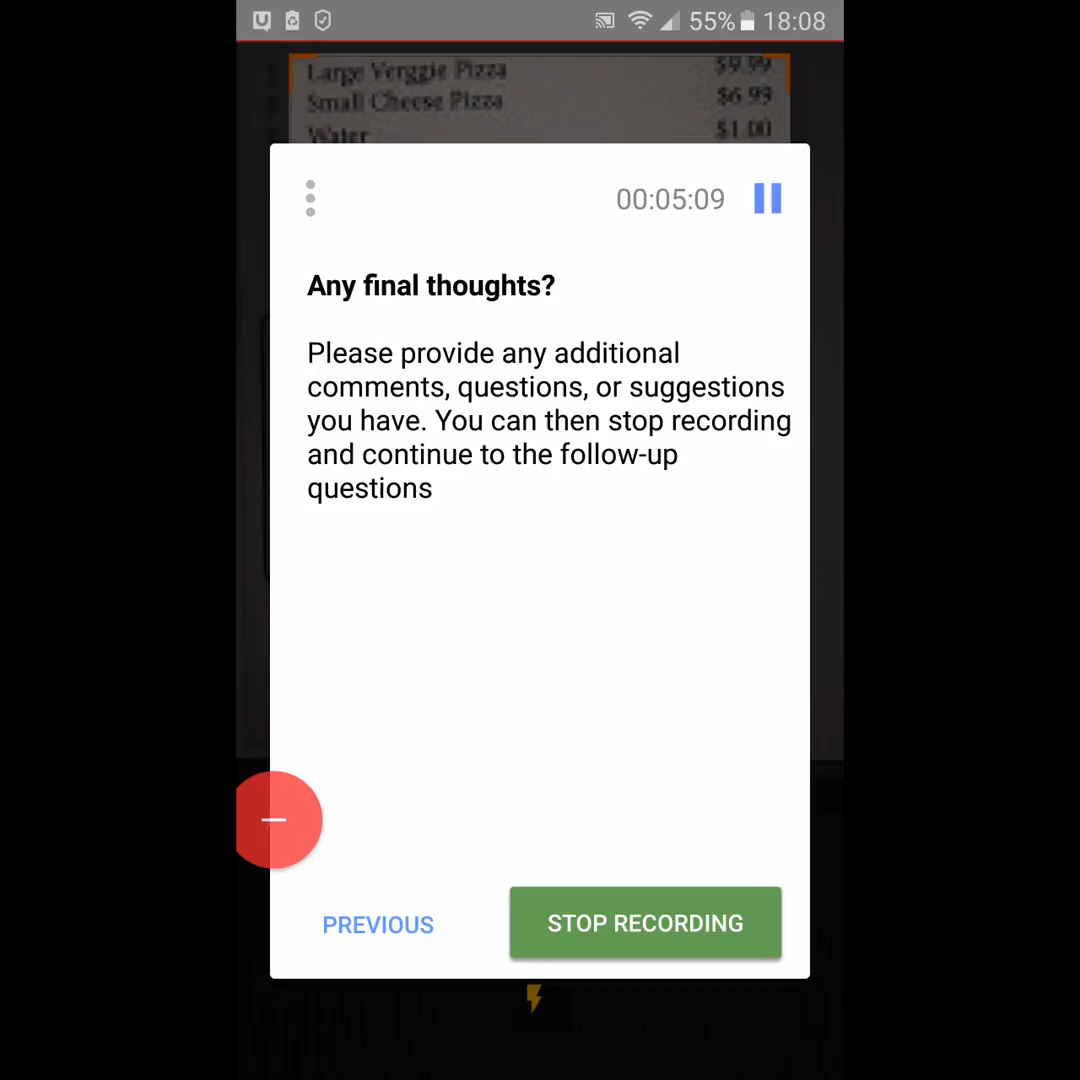 55% 18:08
Large Verggie Pizza $9.99
Small Cheese Pizza $6.99
Water $1.00
00:05:09
Any final thoughts?
Please provide any additional
comments, questions, or suggestions
you have. You can then stop recording
and continue to the follow-up
questions
PREVIOUS STOP RECORDING